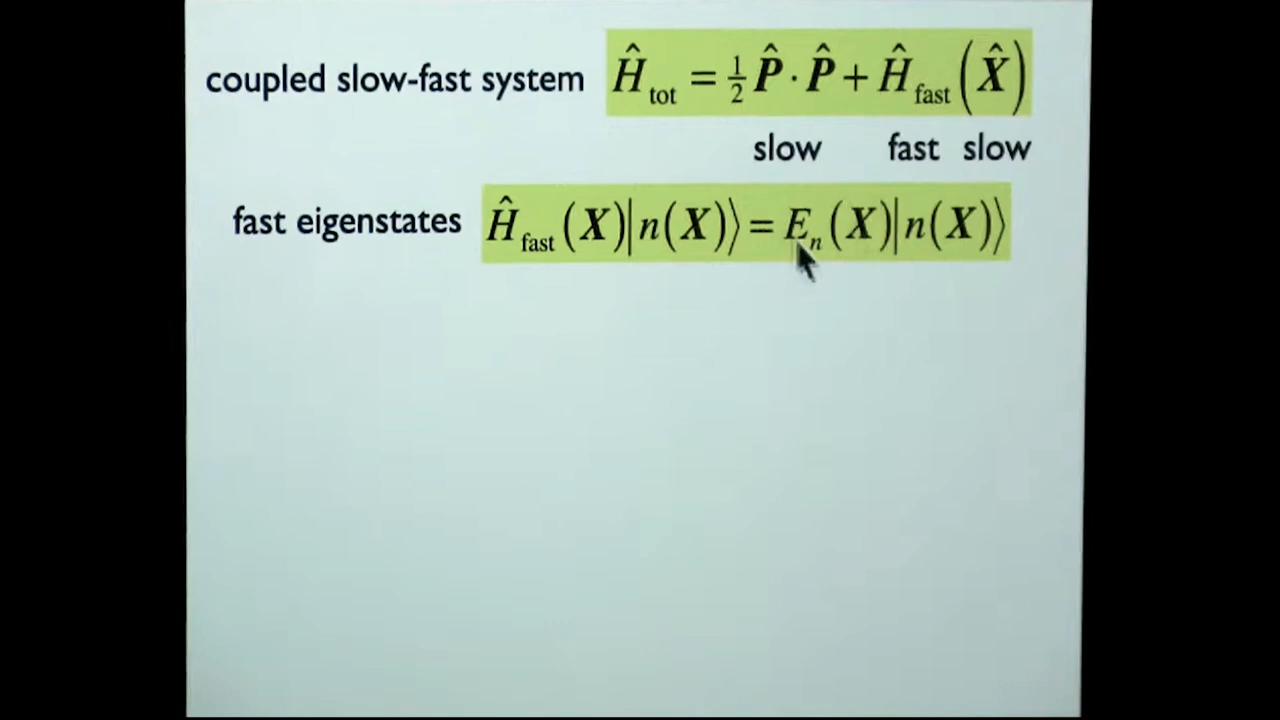 coupled slow-fast system Ĥ_tot = ½ P̂ · P̂ + Ĥ_fast (X̂)
slow fast slow
fast eigenstates Ĥ_fast (X)|n(X)⟩ = E_n (X)|n(X)⟩